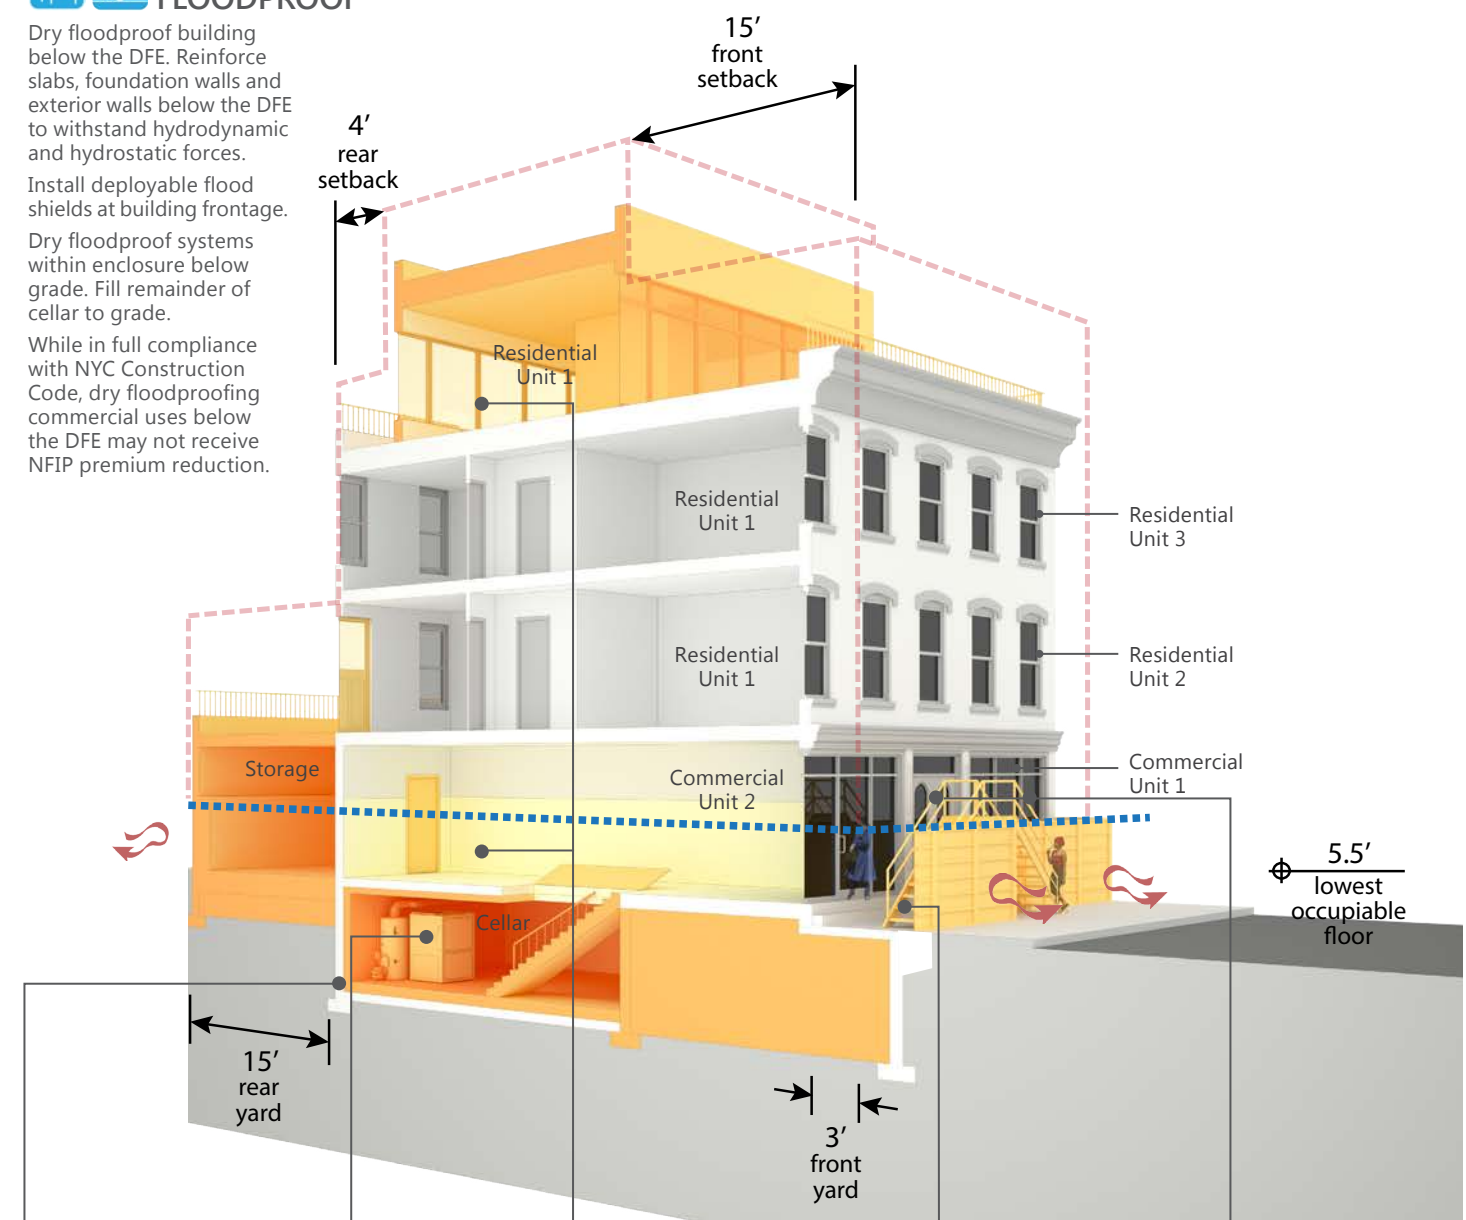 FLOODPROOF
Dry floodproof building
below the DFE. Reinforce
slabs, foundation walls and
exterior walls below the DFE
to withstand hydrodynamic
and hydrostatic forces.
Install deployable flood
shields at building frontage.
Dry floodproof systems
within enclosure below
grade. Fill remainder of
cellar to grade.
While in full compliance
with NYC Construction
Code, dry floodproofing
commercial uses below
the DFE may not receive
NFIP premium reduction.
15′
front
setback
4′
rear
setback
Residential
Unit 1
Residential
Unit 1
Residential
Unit 3
Residential
Unit 1
Residential
Unit 2
Storage
Commercial
Unit 2
Commercial
Unit 1
Cellar
5.5′
lowest
occupiable
floor
15′
rear
yard
3′
front
yard